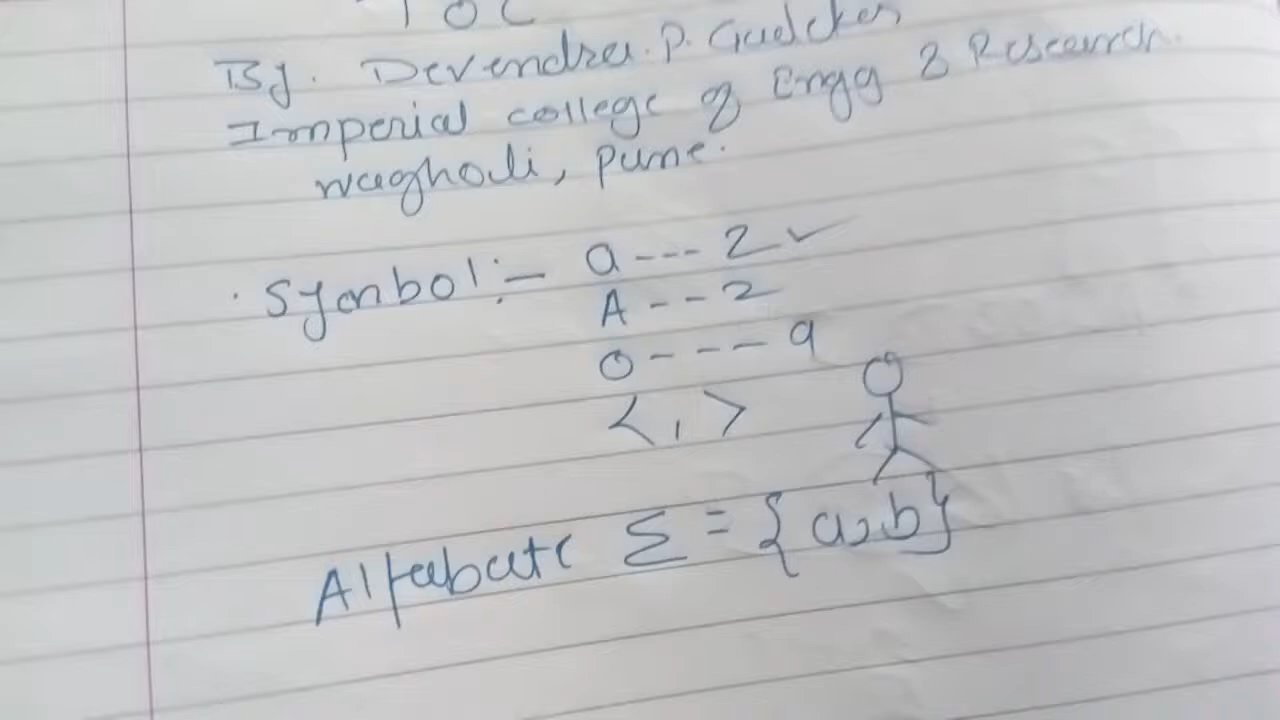 TOC
By. Devendra. P. Gadekar
Imperial college of Engg & Research.
wagholi, pune.
Symbol:- a---z ✓
A---z
0----9
<, >
Alfabate Σ = {a,b}